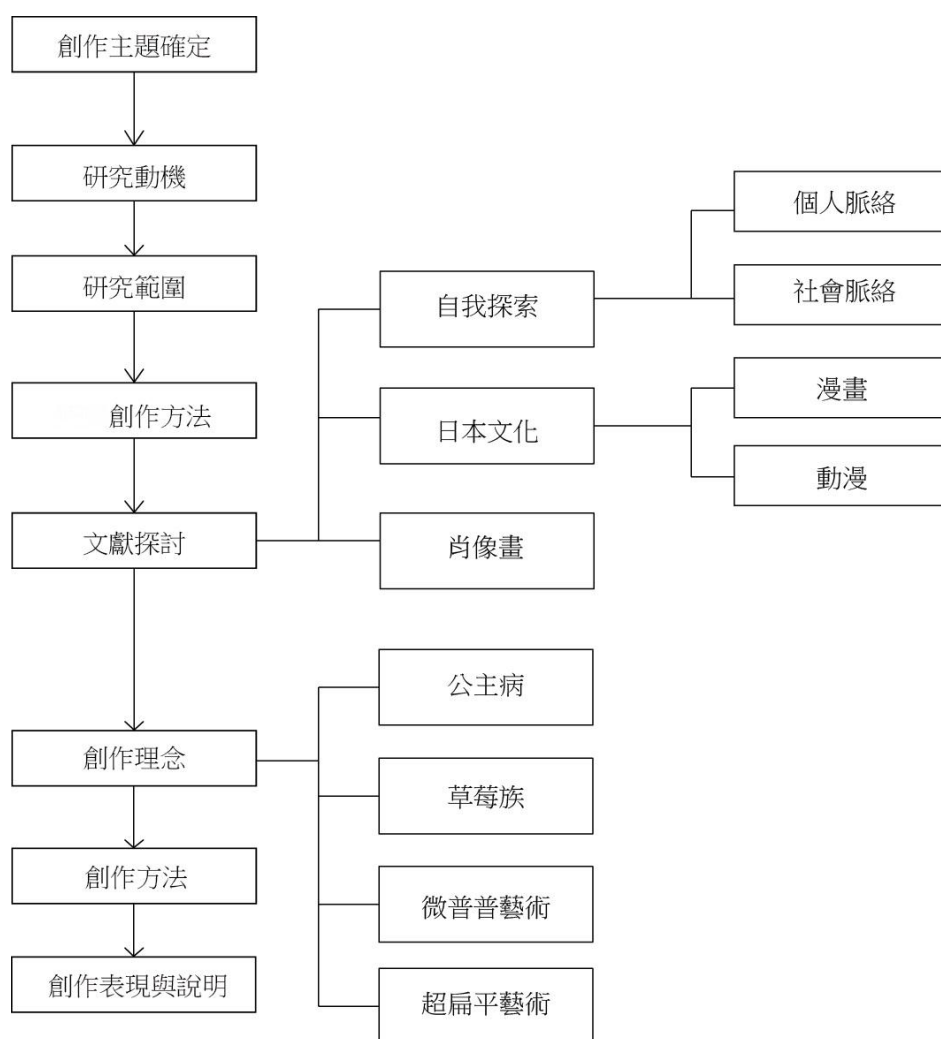 創作主題確定
研究動機
研究範圍
創作方法
文獻探討
自我探索
個人脈絡
社會脈絡
日本文化
漫畫
動漫
肖像畫
創作理念
公主病
草莓族
微普普藝術
超扁平藝術
創作方法
創作表現與說明